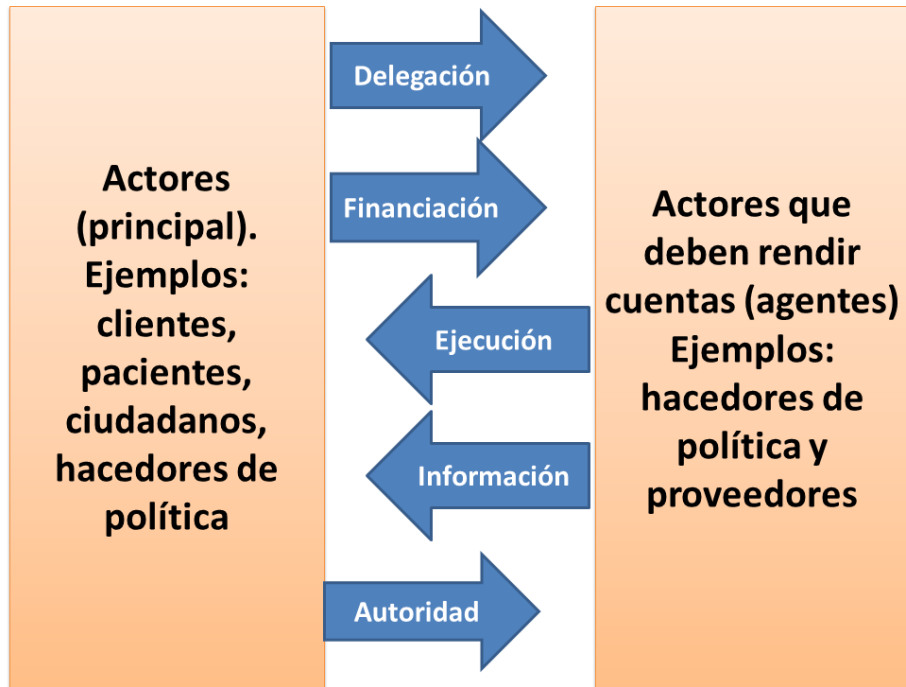 Actores
(principal).
Ejemplos:
clientes,
pacientes,
ciudadanos,
hacedores de
política
Delegación
Financiación
Ejecución
Información
Autoridad
Actores que
deben rendir
cuentas (agentes)
Ejemplos:
hacedores de
política y
proveedores